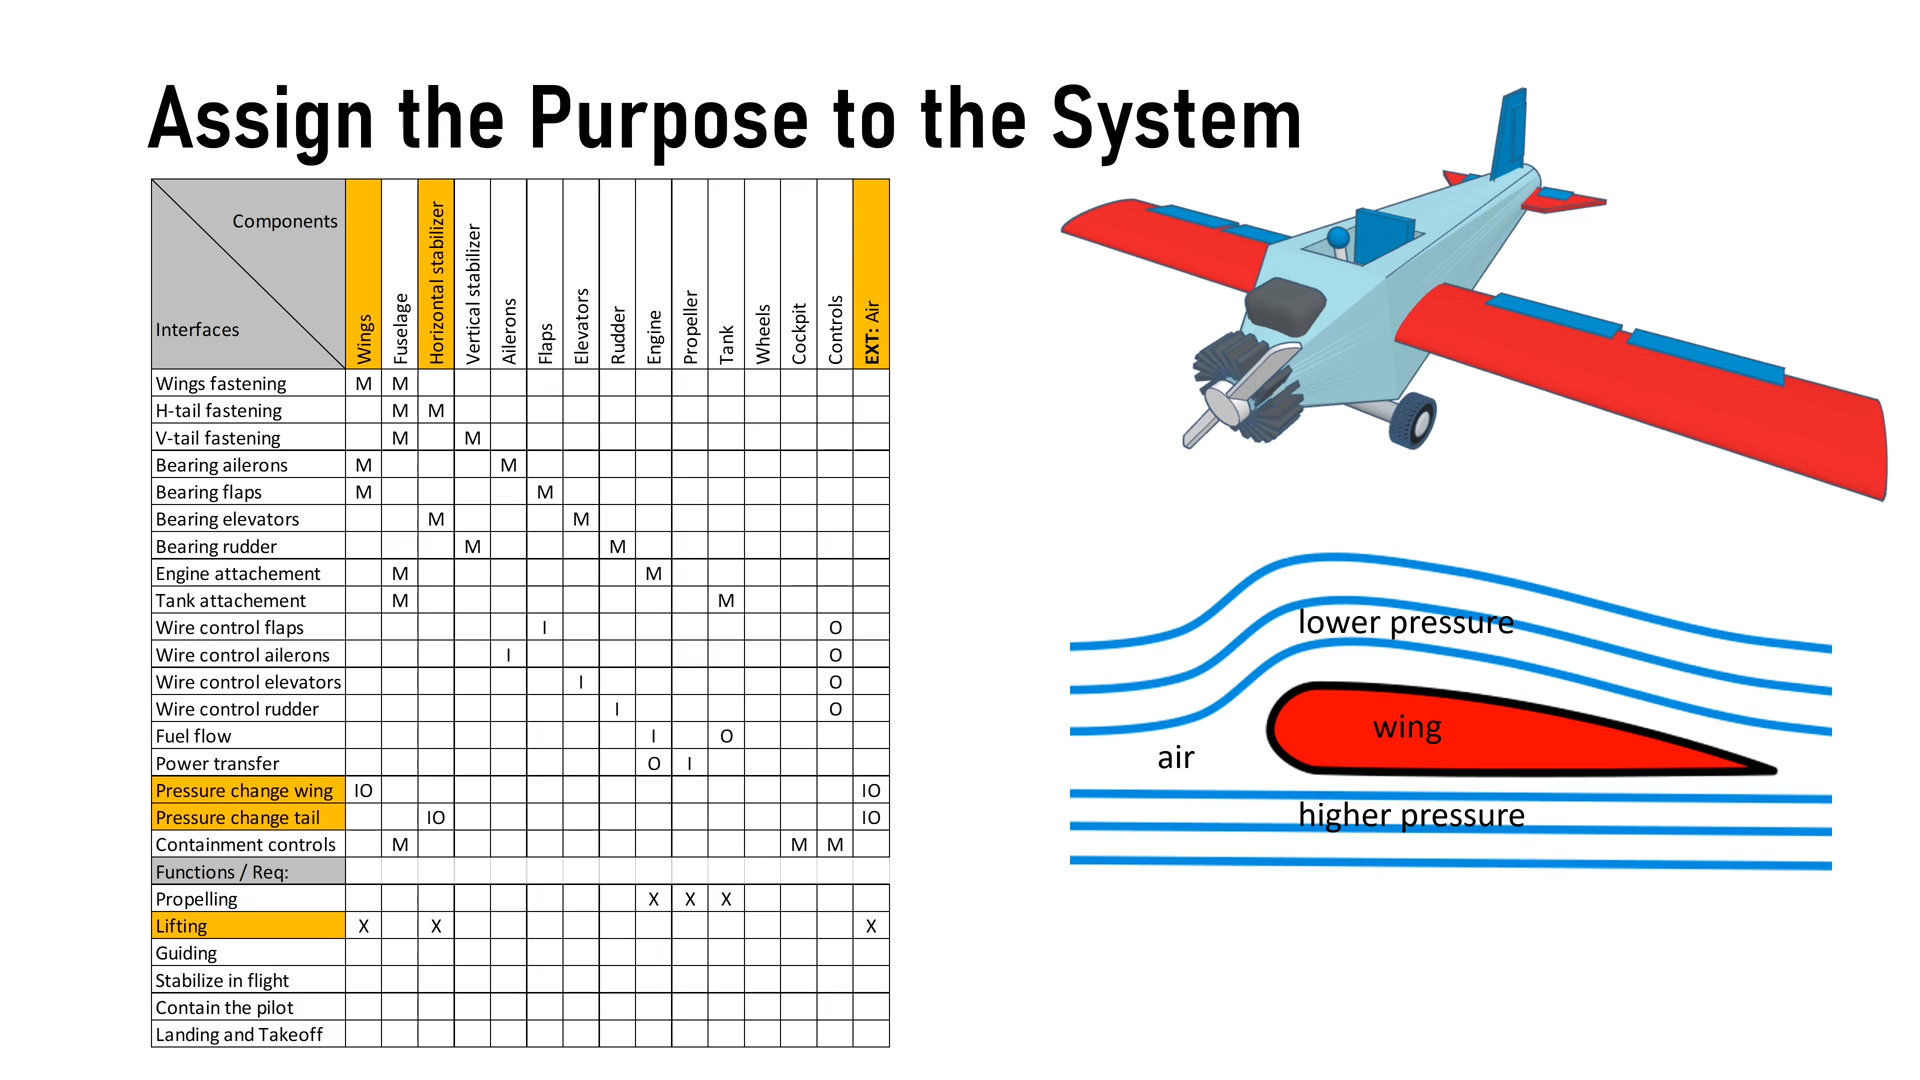 Assign the Purpose to the System
Components
Interfaces
Wings
Fuselage
Horizontal stabilizer
Vertical stabilizer
Ailerons
Flaps
Elevators
Rudder
Engine
Propeller
Tank
Wheels
Cockpit
Controls
EXT: Air
Wings fastening M M
H-tail fastening M M
V-tail fastening M M
Bearing ailerons M M
Bearing flaps M M
Bearing elevators M M
Bearing rudder M M
Engine attachement M M
Tank attachement M M
Wire control flaps I O
Wire control ailerons I O
Wire control elevators I O
Wire control rudder I O
Fuel flow I O
Power transfer O I
Pressure change wing IO IO
Pressure change tail IO IO
Containment controls M M M
Functions / Req:
Propelling X X X
Lifting X X X
Guiding
Stabilize in flight
Contain the pilot
Landing and Takeoff
lower pressure
wing
air
higher pressure